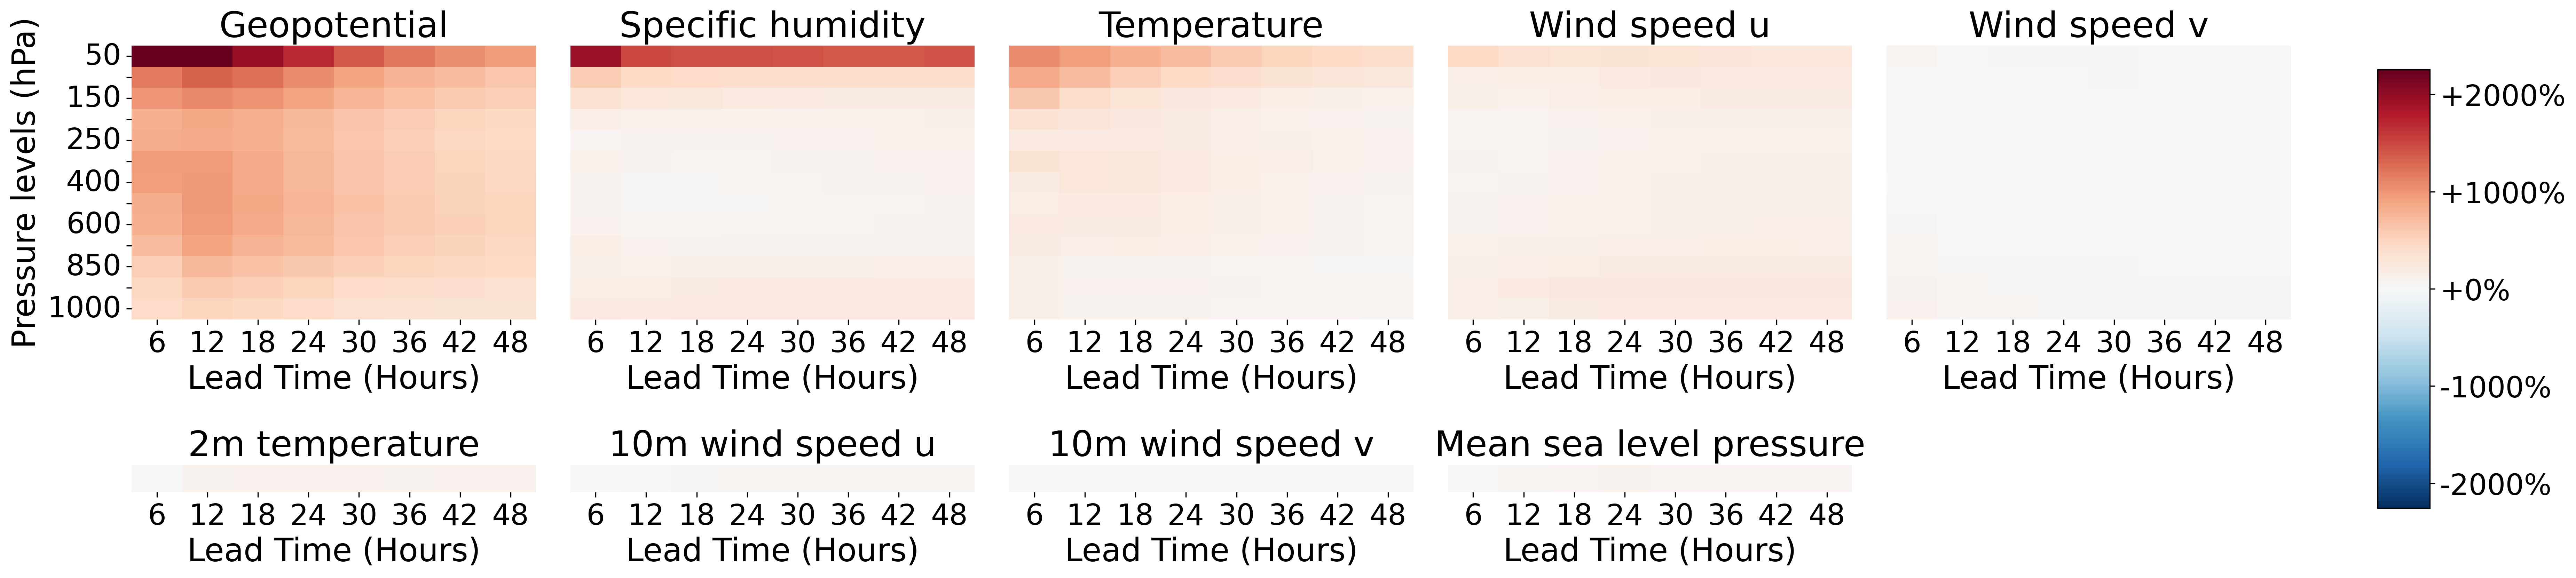 Geopotential
Specific humidity
Temperature
Wind speed u
Wind speed v
Pressure levels (hPa)
50
150
250
400
600
850
1000
6 12 18 24 30 36 42 48
6 12 18 24 30 36 42 48
6 12 18 24 30 36 42 48
6 12 18 24 30 36 42 48
6 12 18 24 30 36 42 48
Lead Time (Hours)
Lead Time (Hours)
Lead Time (Hours)
Lead Time (Hours)
Lead Time (Hours)
2m temperature
10m wind speed u
10m wind speed v
Mean sea level pressure
6 12 18 24 30 36 42 48
6 12 18 24 30 36 42 48
6 12 18 24 30 36 42 48
6 12 18 24 30 36 42 48
Lead Time (Hours)
Lead Time (Hours)
Lead Time (Hours)
Lead Time (Hours)
+2000%
+1000%
+0%
-1000%
-2000%